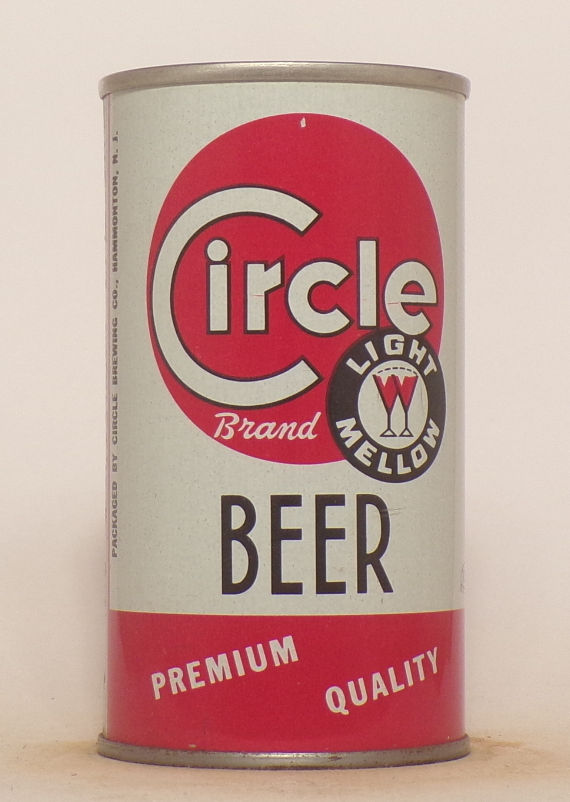 Circle
Brand
LIGHT
MELLOW
BEER
PREMIUM
QUALITY
PACKAGED BY CIRCLE BREWING CO., HAMMONTON, N. J.